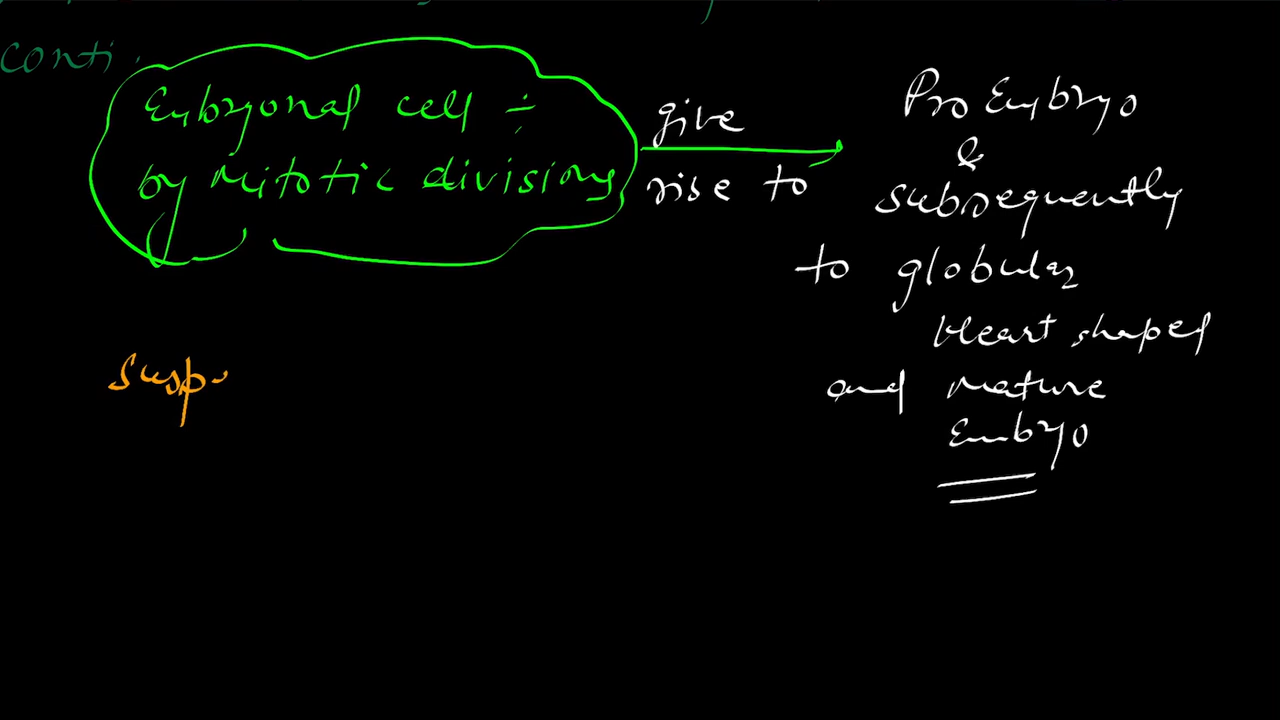 conti.
Embryonal cell ÷
by Mitotic divisions
give
rise to
Pro Embryo
&
subsequently
to globular
Heart shaped
and mature
Embryo
Susp